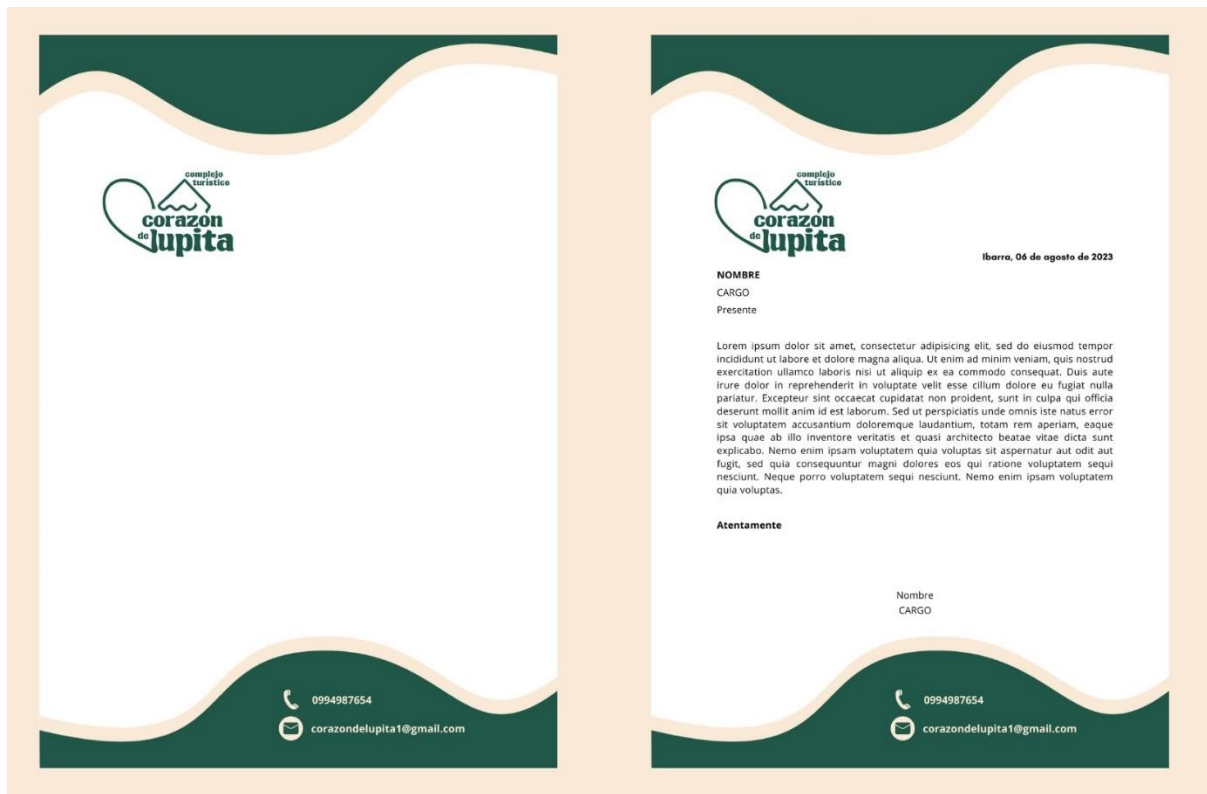 complejo
turístico
corazon
de lupita
0994987654
corazondelupita1@gmail.com
complejo
turístico
corazon
de lupita
Ibarra, 06 de agosto de 2023
NOMBRE
CARGO
Presente
Lorem ipsum dolor sit amet, consectetur adipisicing elit, sed do eiusmod tempor
incididunt ut labore et dolore magna aliqua. Ut enim ad minim veniam, quis nostrud
exercitation ullamco laboris nisi ut aliquip ex ea commodo consequat. Duis aute
irure dolor in reprehenderit in voluptate velit esse cillum dolore eu fugiat nulla
pariatur. Excepteur sint occaecat cupidatat non proident, sunt in culpa qui officia
deserunt mollit anim id est laborum. Sed ut perspiciatis unde omnis iste natus error
sit voluptatem accusantium doloremque laudantium, totam rem aperiam, eaque
ipsa quae ab illo inventore veritatis et quasi architecto beatae vitae dicta sunt
explicabo. Nemo enim ipsam voluptatem quia voluptas sit aspernatur aut odit aut
fugit, sed quia consequuntur magni dolores eos qui ratione voluptatem sequi
nesciunt. Neque porro voluptatem sequi nesciunt. Nemo enim ipsam voluptatem
quia voluptas.
Atentamente
Nombre
CARGO
0994987654
corazondelupita1@gmail.com